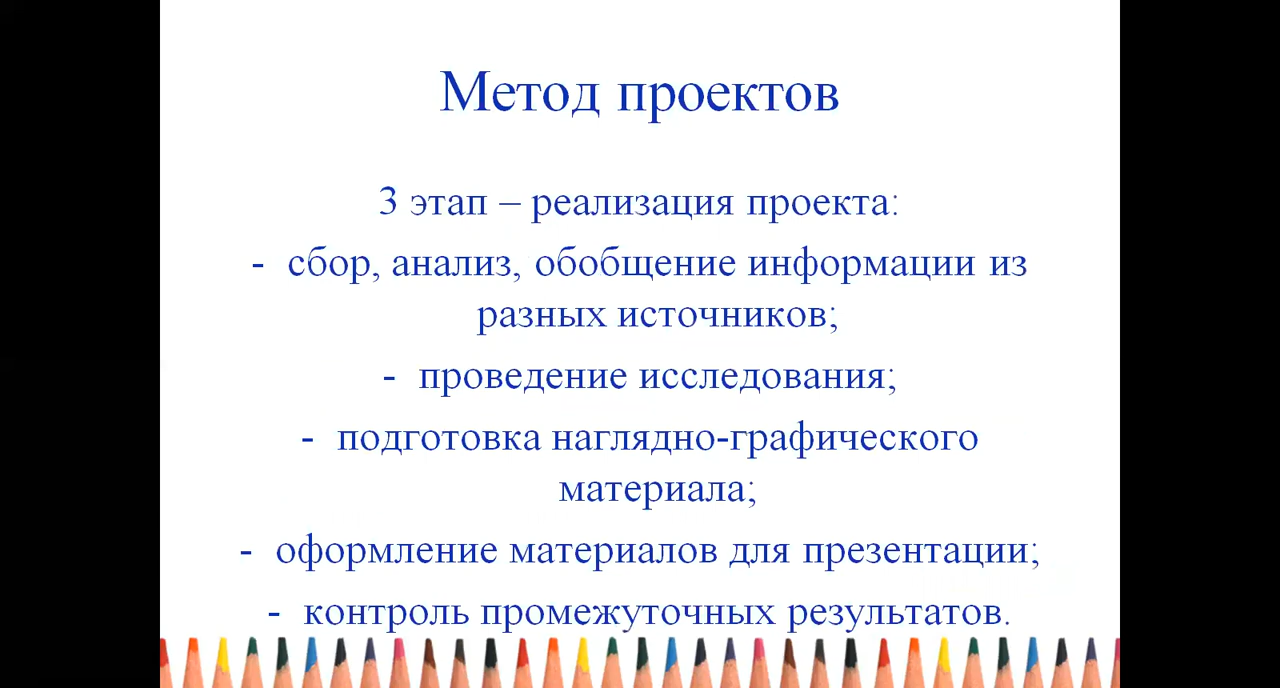 Метод проектов
3 этап – реализация проекта:
- сбор, анализ, обобщение информации из
разных источников;
- проведение исследования;
- подготовка наглядно-графического
материала;
- оформление материалов для презентации;
- контроль промежуточных результатов.